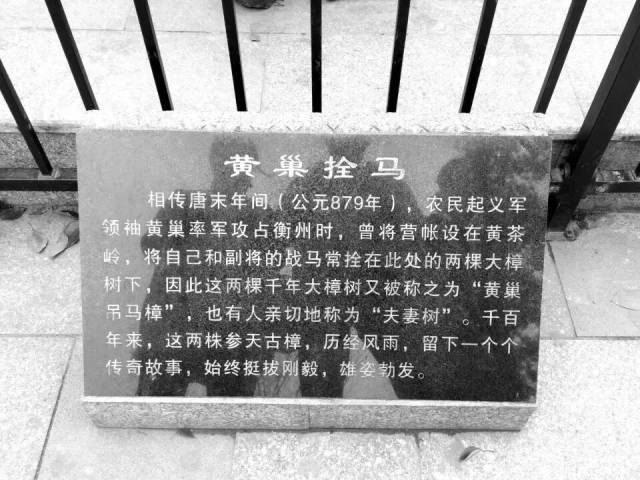 黄巢拴马
相传唐末年间（公元879年），农民起义军
领袖黄巢率军攻占衡州时，曾将营帐设在黄茶
岭，将自己和副将的战马常拴在此处的两棵大樟
树下，因此这两棵千年大樟树又被称之为“黄巢
吊马樟”，也有人亲切地称为“夫妻树”。千百
年来，这两株参天古樟，历经风雨，留下一个个
传奇故事，始终挺拔刚毅，雄姿勃发。